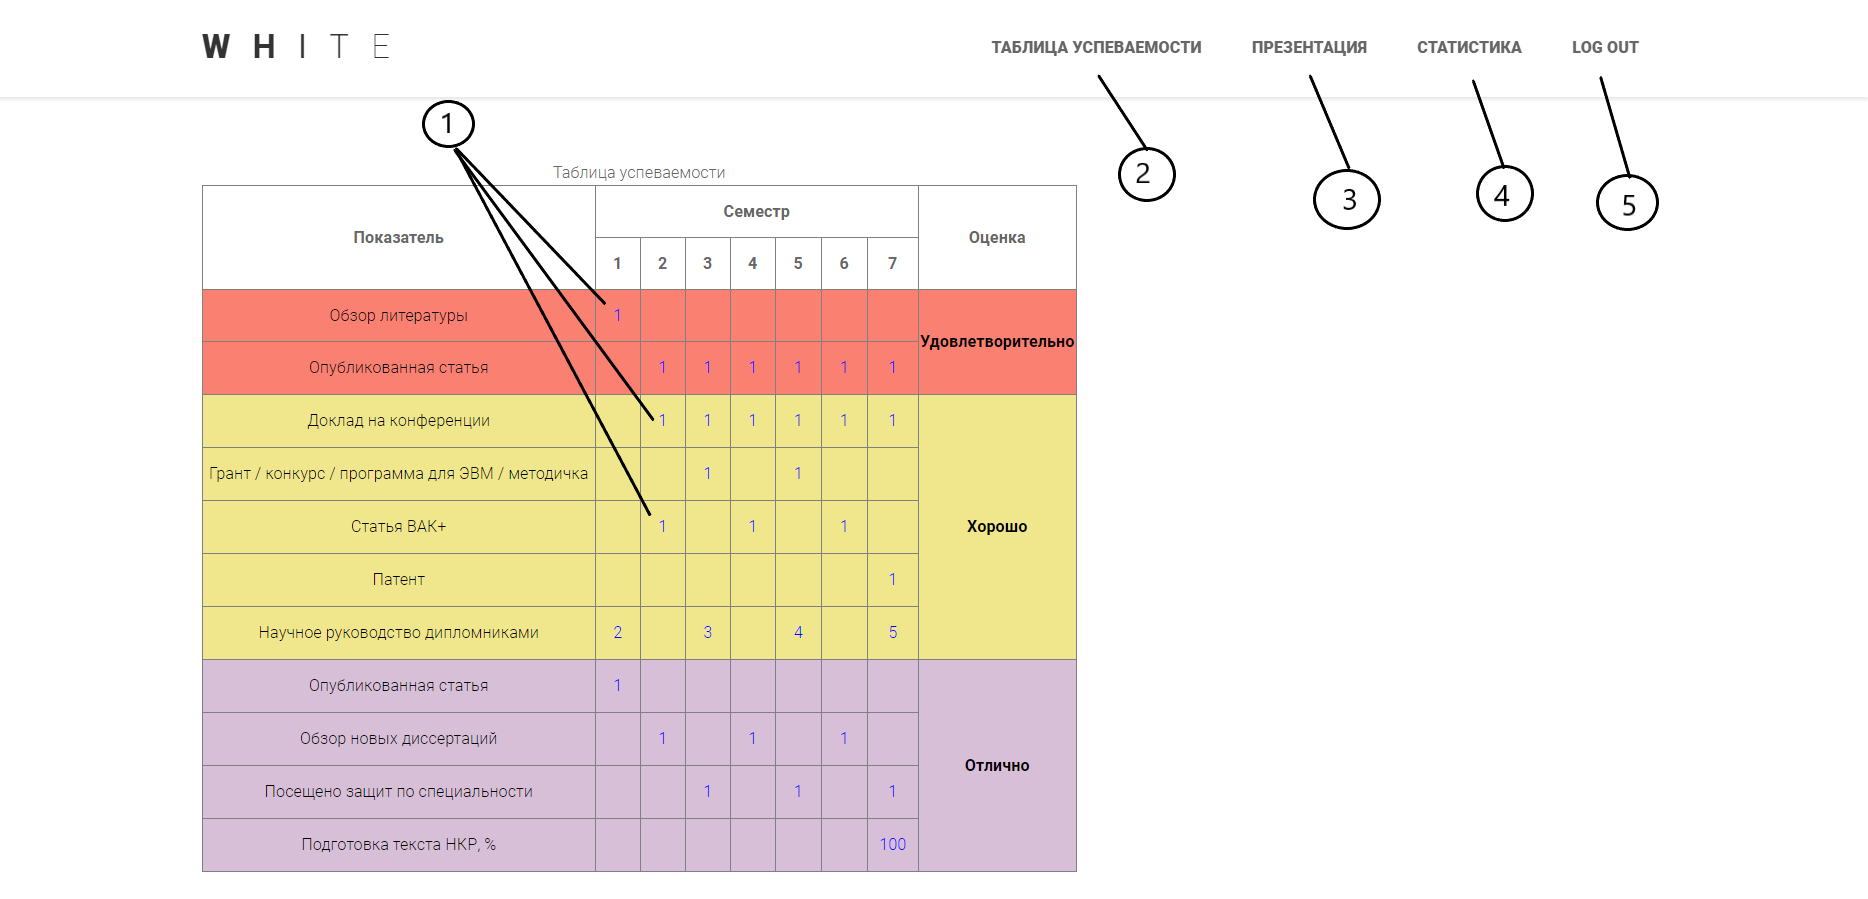 W H I T E
ТАБЛИЦА УСПЕВАЕМОСТИ ПРЕЗЕНТАЦИЯ СТАТИСТИКА LOG OUT
1
2
3
4
5
Таблица успеваемости
Показатель Семестр Оценка
1 2 3 4 5 6 7
Обзор литературы 1
Удовлетворительно
Опубликованная статья 1 1 1 1 1 1
Доклад на конференции 1 1 1 1 1 1
Грант / конкурс / программа для ЭВМ / методичка 1 1
Статья ВАК+ 1 1 1 Хорошо
Патент 1
Научное руководство дипломниками 2 3 4 5
Опубликованная статья 1
Обзор новых диссертаций 1 1 1
Отлично
Посещено защит по специальности 1 1 1
Подготовка текста НКР, % 100